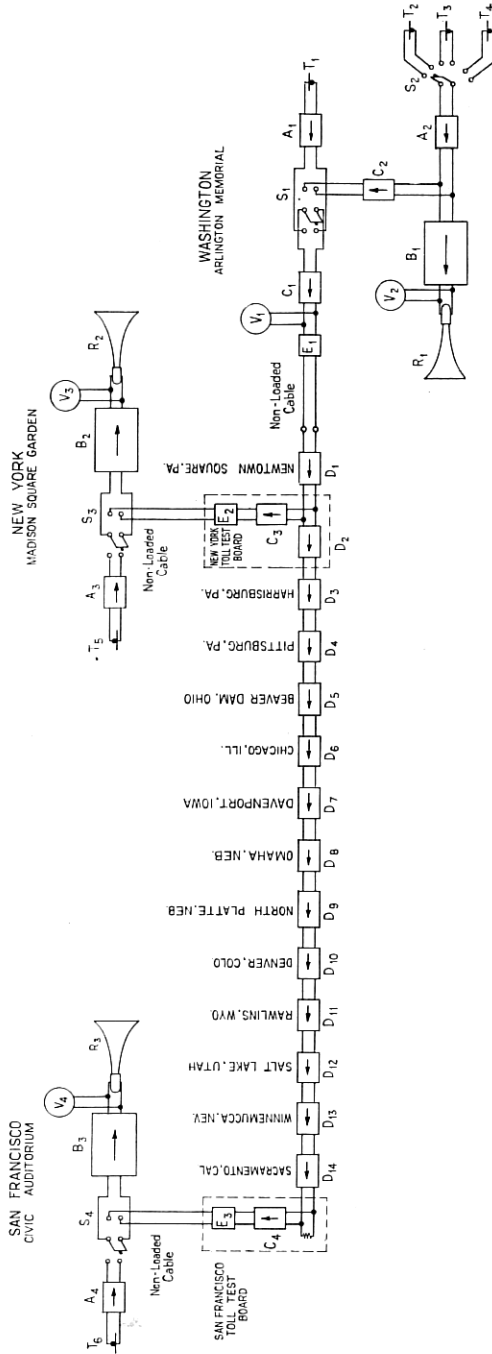 SAN FRANCISCO
CIVIC AUDITORIUM
T6
A4
S4
B3
V4
R3
Non-Loaded
Cable
SAN FRANCISCO
TOLL TEST
BOARD
E3
C4
NEW YORK
MADISON SQUARE GARDEN
T5
A3
S3
B2
V3
R2
Non-Loaded
Cable
NEW YORK
TOLL TEST
BOARD
E2
C3
WASHINGTON
ARLINGTON MEMORIAL
SACRAMENTO, CAL
D14
WINNEMUCCA, NEV.
D13
SALT LAKE, UTAH
D12
RAWLINS, WYO.
D11
DENVER, COLO
D10
NORTH PLATTE, NEB.
D9
OMAHA, NEB.
D8
DAVENPORT, IOWA
D7
CHICAGO, ILL.
D6
BEAVER DAM, OHIO
D5
PITTSBURG, PA.
D4
HARRISBURG, PA.
D3
D2
NEWTOWN SQUARE, PA.
D1
Non-Loaded
Cable
E1
V1
C1
S1
A1
T1
C2
R1
V2
B1
A2
S2
T2
T3
T4